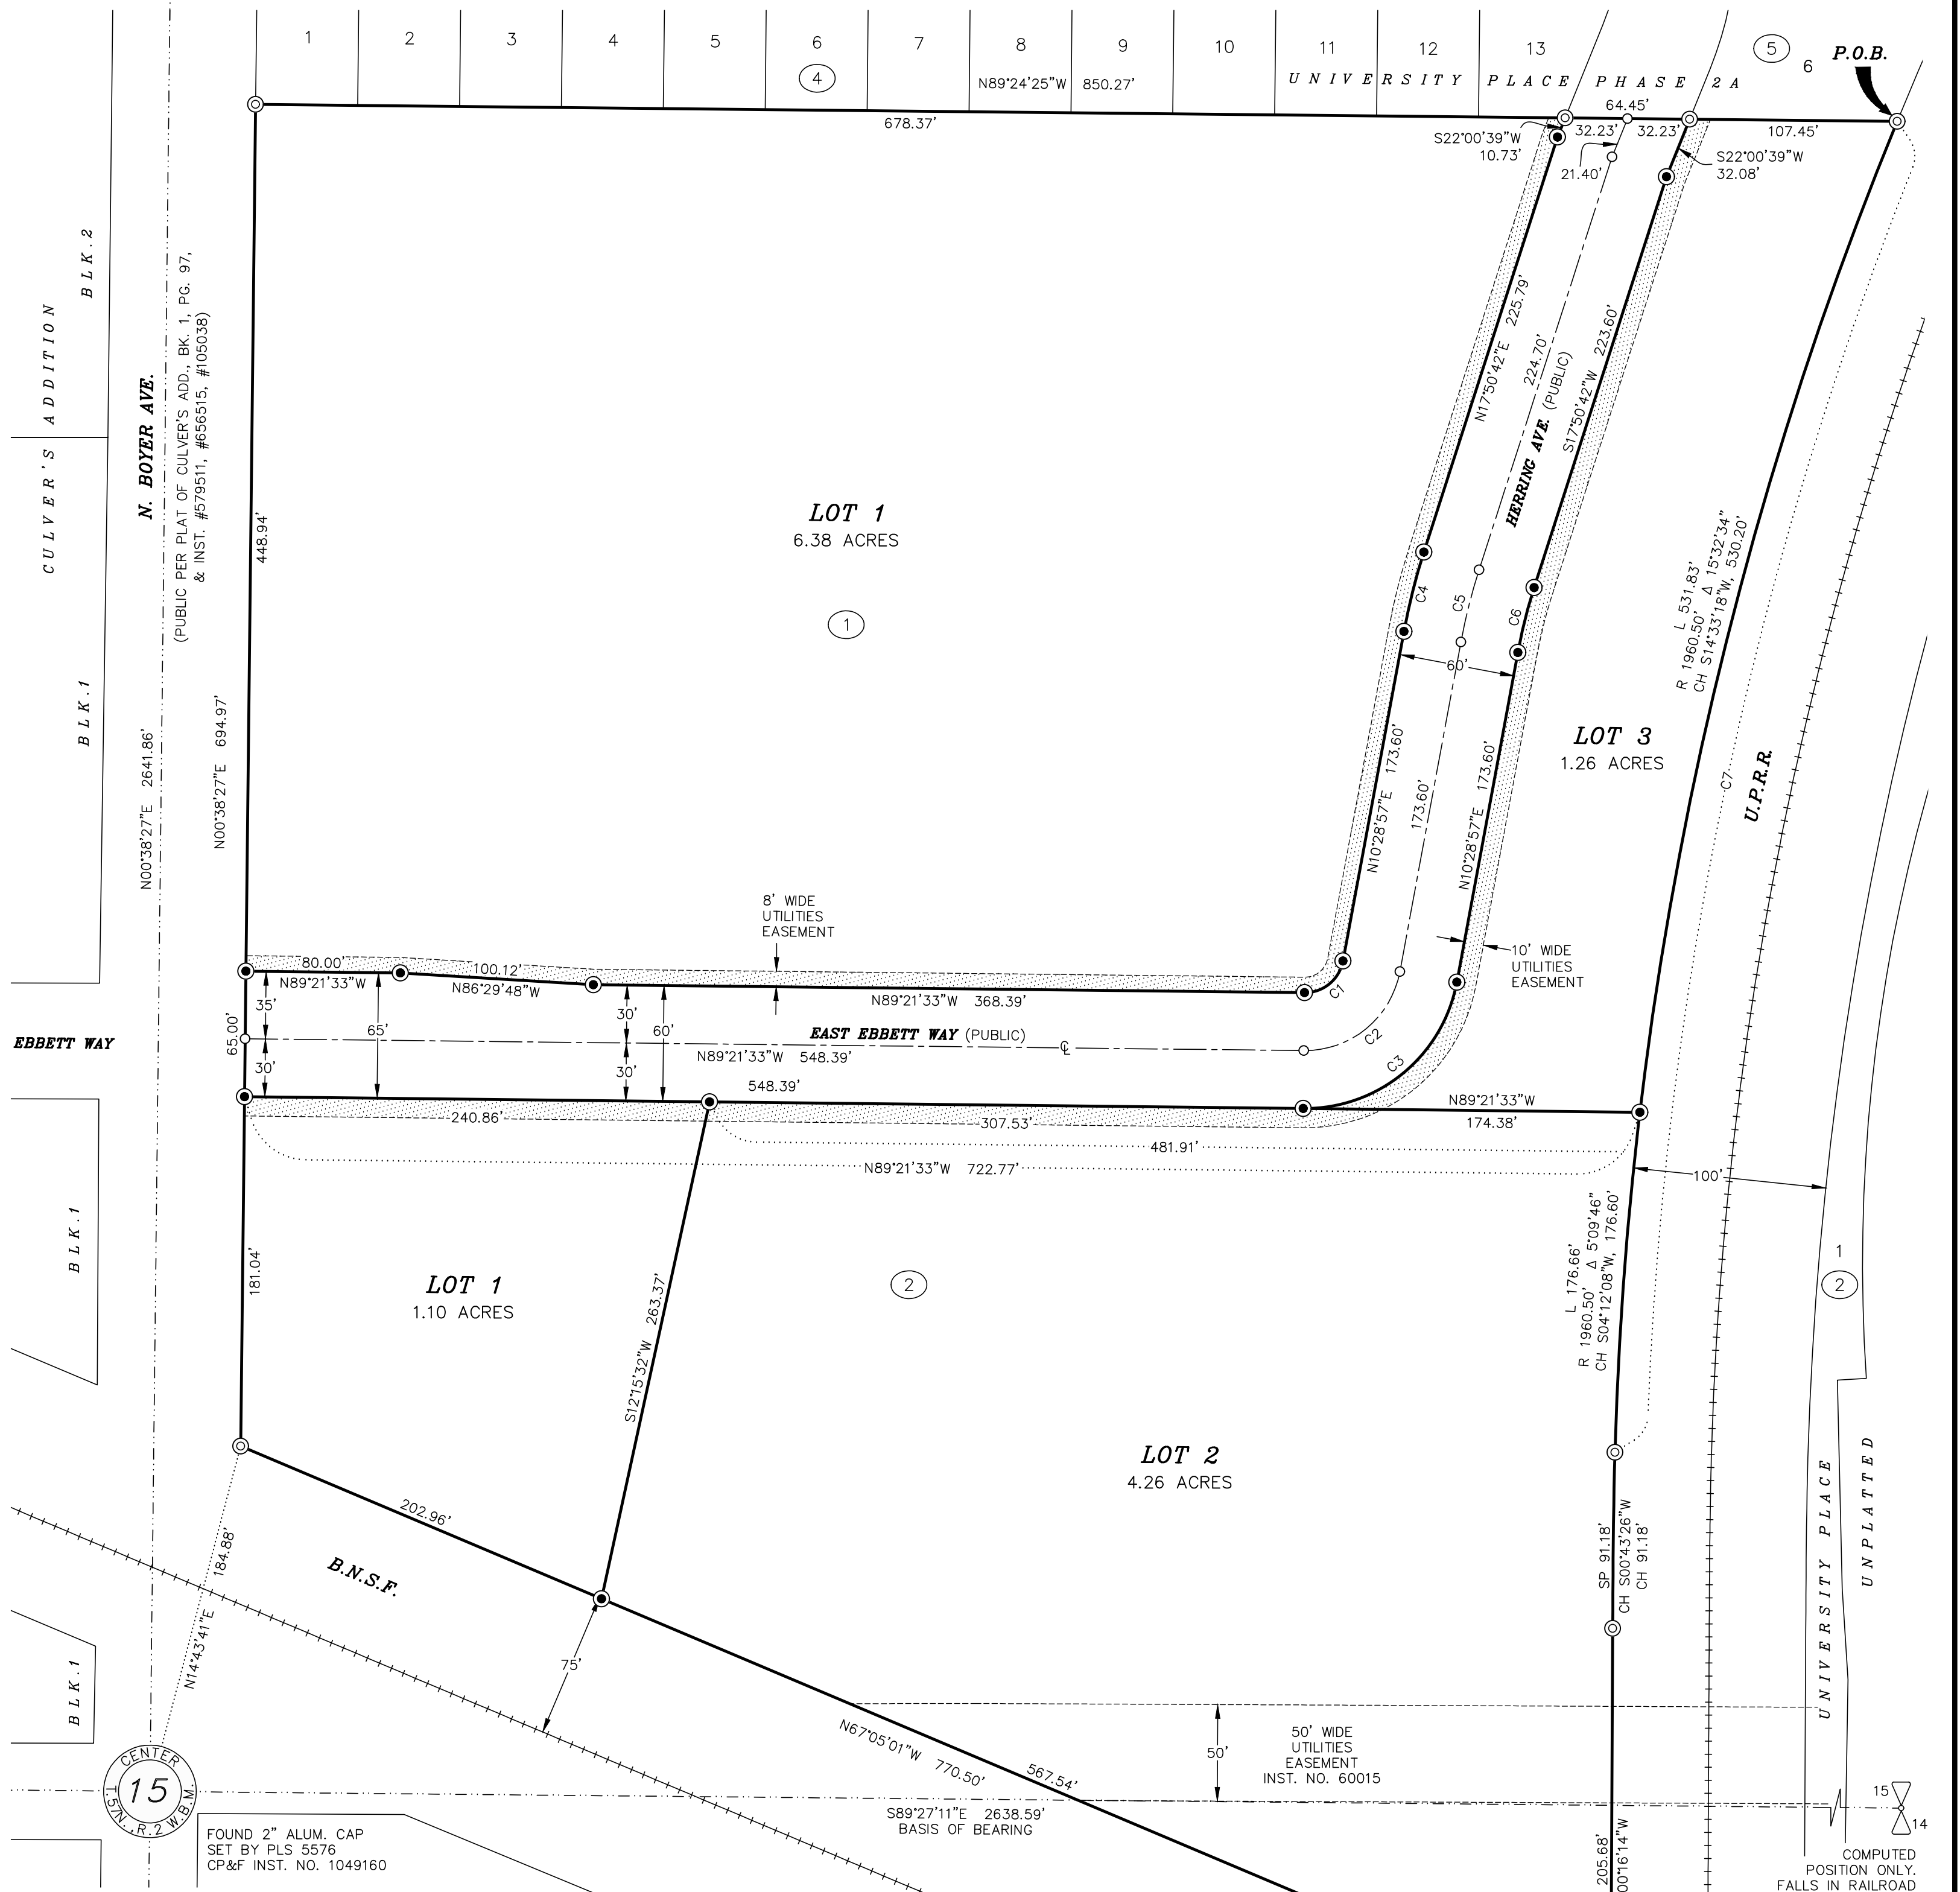 1 2 3 4 5 6 7 8 9 10 11 12 13
4
5
6
P.O.B.
N89°24'25"W 850.27'
UNIVERSITY PLACE PHASE 2A
64.45'
678.37'
S22°00'39"W
10.73'
32.23'
32.23'
107.45'
21.40'
S22°00'39"W
32.08'
BLK.2
CULVER'S ADDITION
BLK.1
N. BOYER AVE.
(PUBLIC PER PLAT OF CULVER'S ADD., BK. 1, PG. 97,
& INST. #579511, #656515, #105038)
N00°38'27"E 2641.86'
N00°38'27"E 694.97'
448.94'
LOT 1
6.38 ACRES
1
N17°50'42"E 225.79'
224.70'
HERRING AVE. (PUBLIC)
S17°50'42"W 223.60'
C4
C5
C6
60'
N10°28'57"E 173.60'
173.60'
N10°28'57"E 173.60'
LOT 3
1.26 ACRES
L 531.83'
R 1960.50' Δ 15°32'34"
CH S14°33'18"W, 530.20'
C7
U.P.R.R.
8' WIDE
UTILITIES
EASEMENT
10' WIDE
UTILITIES
EASEMENT
80.00'
N89°21'33"W
100.12'
N86°29'48"W
N89°21'33"W 368.39'
C1
C2
C3
35'
30'
65'
30'
30'
60'
65.00'
EBBETT WAY
EAST EBBETT WAY (PUBLIC)
℄
N89°21'33"W 548.39'
548.39'
N89°21'33"W
174.38'
240.86'
307.53'
481.91'
N89°21'33"W 722.77'
100'
181.04'
BLK.1
LOT 1
1.10 ACRES
S12°15'32"W 263.37'
2
L 176.66'
R 1960.50' Δ 5°09'46"
CH S04°12'08"W, 176.60'
1
2
LOT 2
4.26 ACRES
202.96'
184.88'
N14°43'41"E
B.N.S.F.
75'
SP 91.18'
CH S00°43'26"W
CH 91.18'
UNIVERSITY PLACE
UNPLATTED
BLK.1
N67°05'01"W 770.50'
567.54'
50'
50' WIDE
UTILITIES
EASEMENT
INST. NO. 60015
CENTER
15
T.57N.,R.2 W.B.M.
S89°27'11"E 2638.59'
BASIS OF BEARING
FOUND 2" ALUM. CAP
SET BY PLS 5576
CP&F INST. NO. 1049160
205.68'
00°16'14"W
15
14
COMPUTED
POSITION ONLY.
FALLS IN RAILROAD